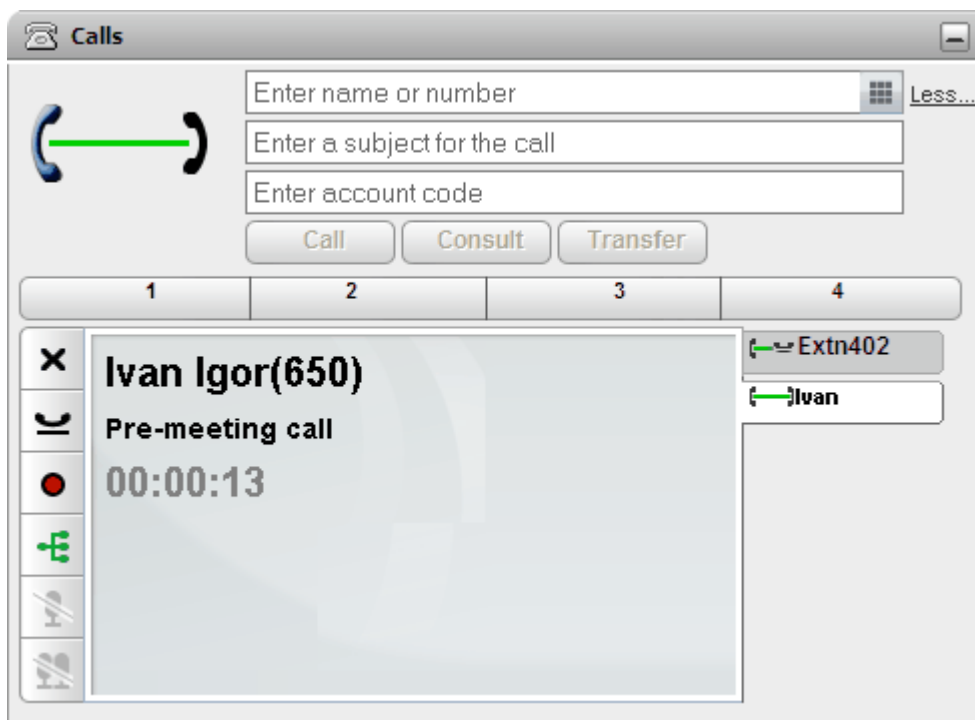 Calls
Enter name or number
Less...
Enter a subject for the call
Enter account code
Call Consult Transfer
1 2 3 4
Extn402
Ivan
Ivan Igor(650)
Pre-meeting call
00:00:13